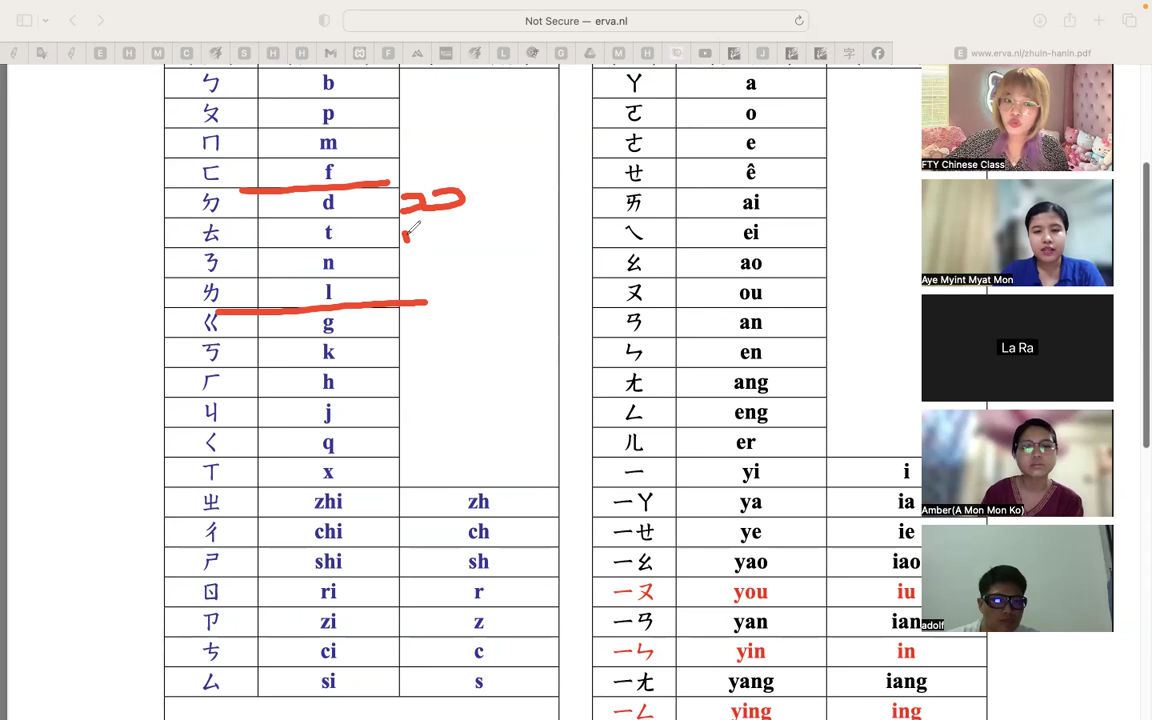 Not Secure — erva.nl
www.erva.nl/zhuin-hanin.pdf
ㄅ b
ㄆ p
ㄇ m
ㄈ f
ㄉ d
ㄊ t
ㄋ n
ㄌ l
ㄍ g
ㄎ k
ㄏ h
ㄐ j
ㄑ q
ㄒ x
ㄓ zhi zh
ㄔ chi ch
ㄕ shi sh
ㄖ ri r
ㄗ zi z
ㄘ ci c
ㄙ si s
ㄚ a
ㄛ o
ㄜ e
ㄝ ê
ㄞ ai
ㄟ ei
ㄠ ao
ㄡ ou
ㄢ an
ㄣ en
ㄤ ang
ㄥ eng
ㄦ er
ㄧ yi i
ㄧㄚ ya ia
ㄧㄝ ye ie
ㄧㄠ yao iao
ㄧㄡ you iu
ㄧㄢ yan ian
ㄧㄣ yin in
ㄧㄤ yang iang
ㄧㄥ ying ing
FTY Chinese Class
Aye Myint Myat Mon
La Ra
Amber(A Mon Mon Ko)
adolf